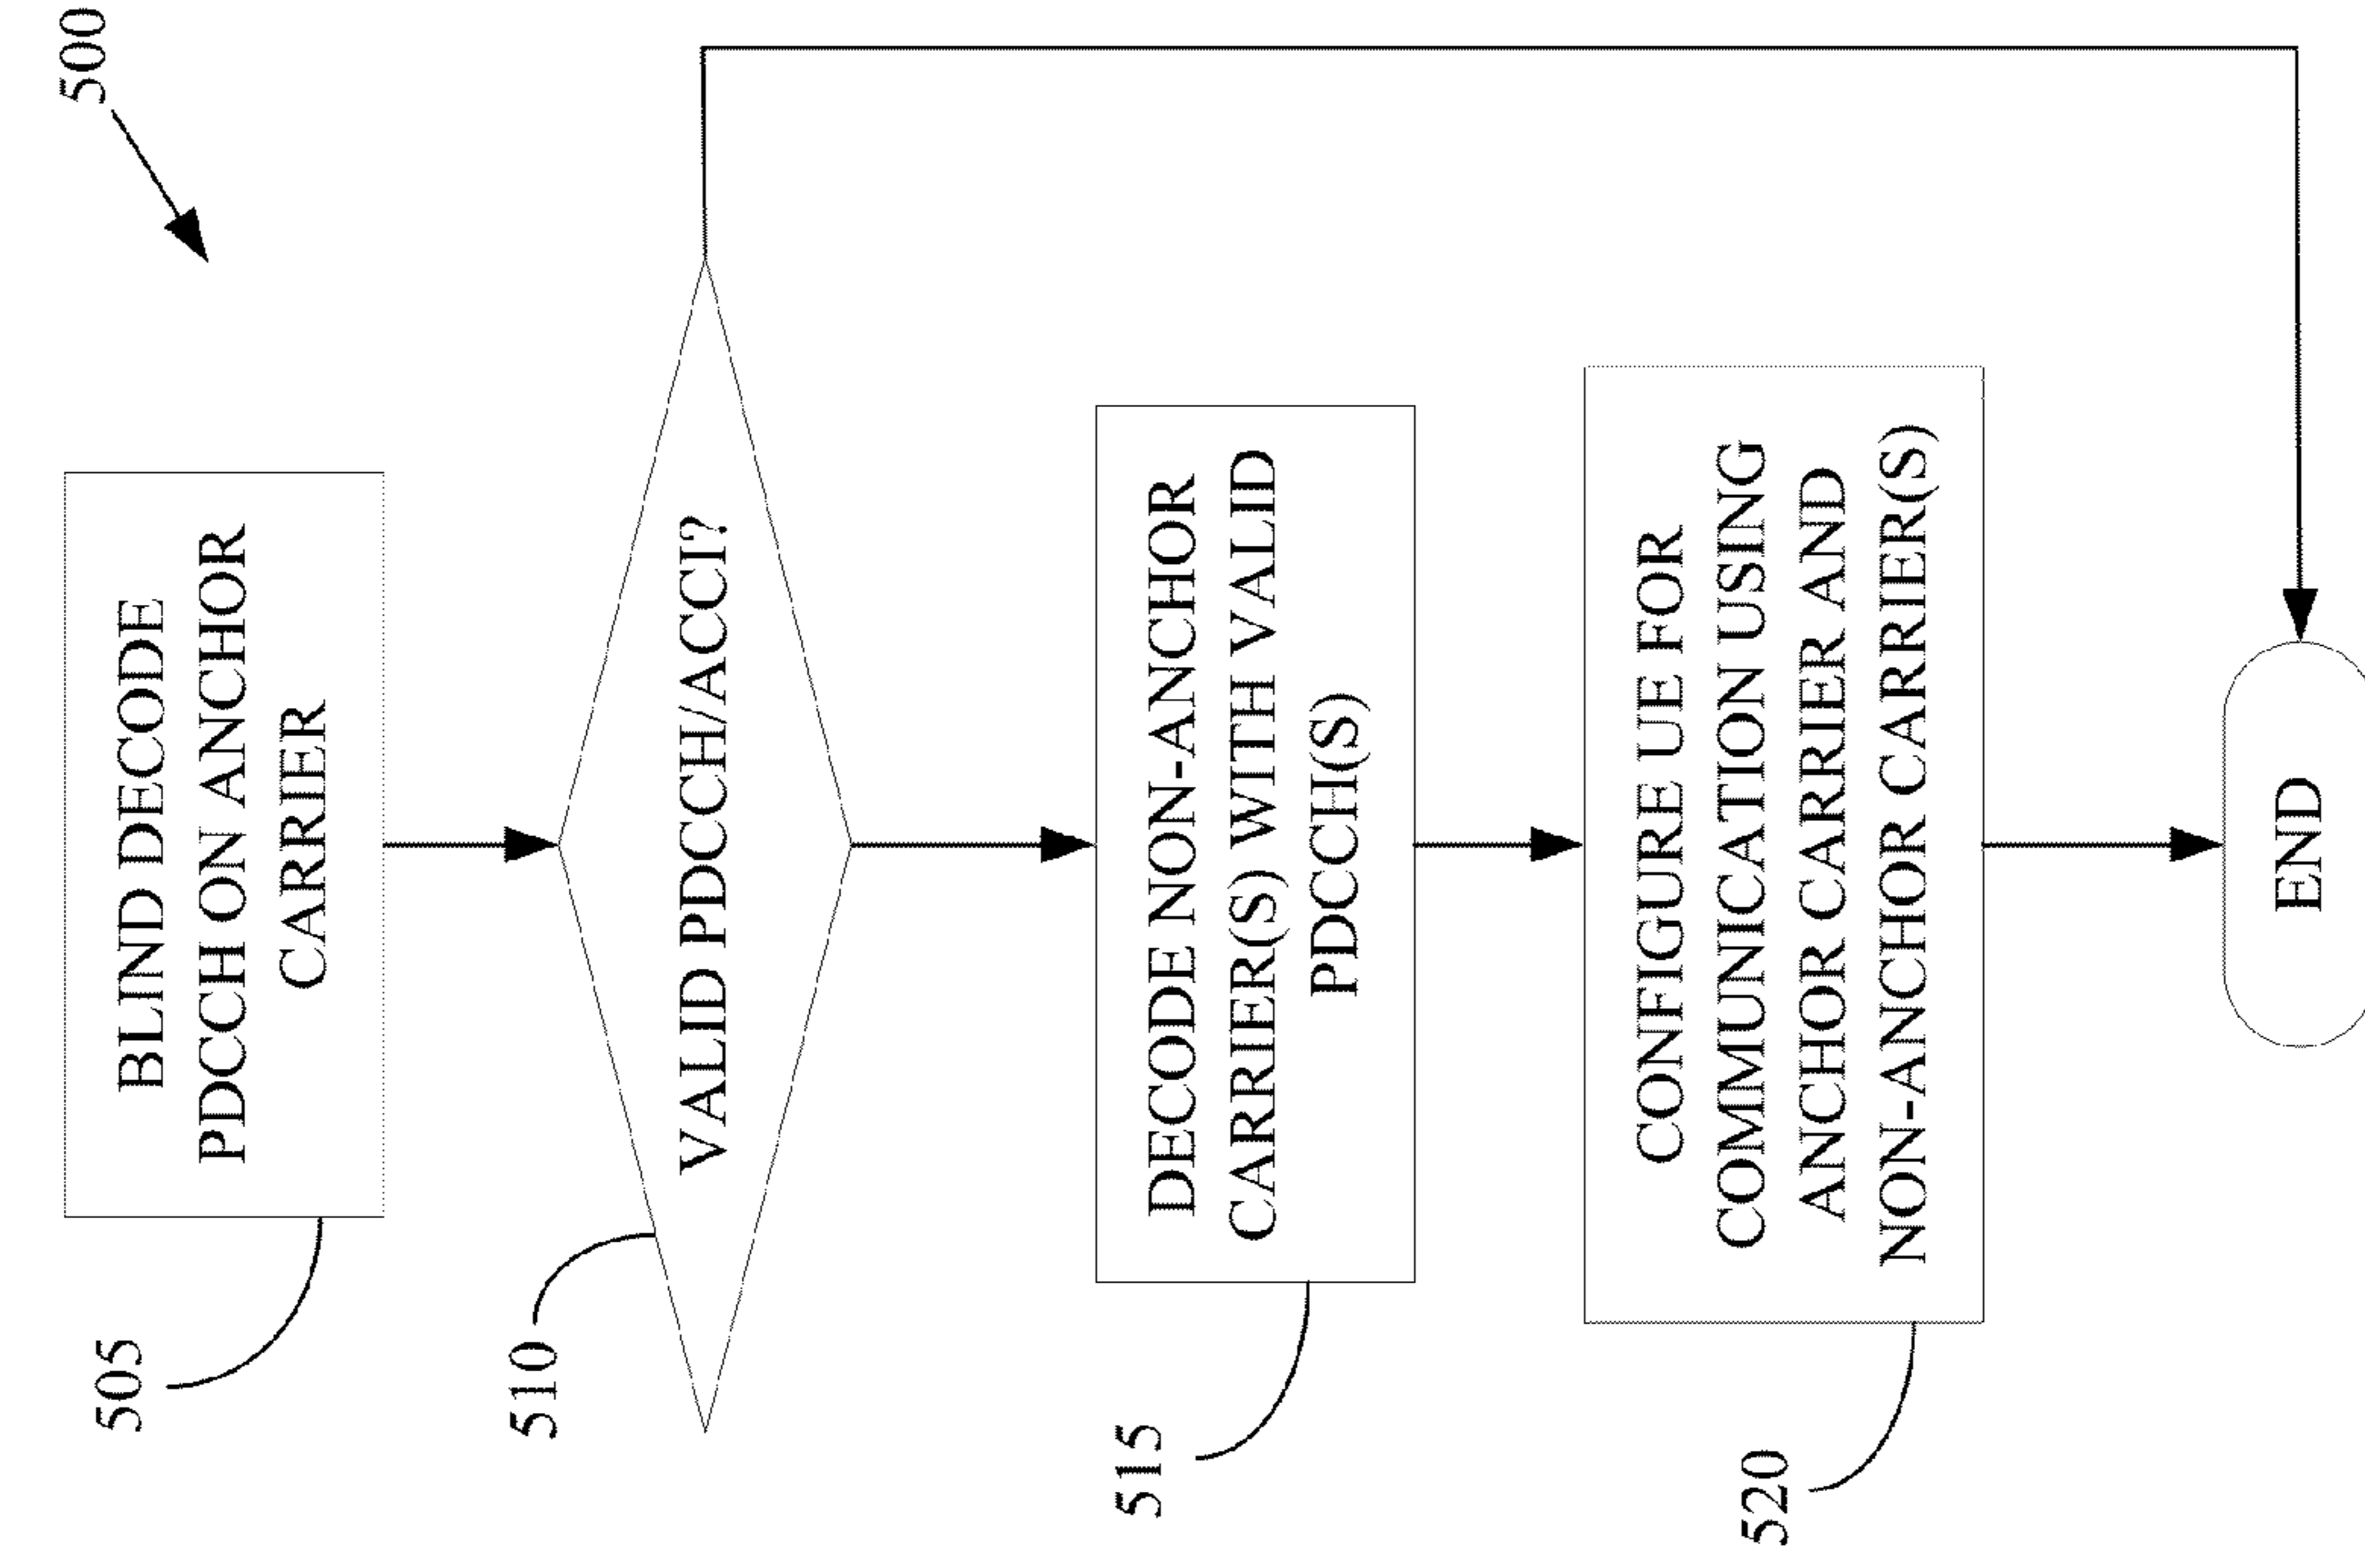 500
505
BLIND DECODE
PDCCH ON ANCHOR
CARRIER
510
VALID PDCCH/ACCI?
515
DECODE NON-ANCHOR
CARRIER(S) WITH VALID
PDCCH(S)
520
CONFIGURE UE FOR
COMMUNICATION USING
ANCHOR CARRIER AND
NON-ANCHOR CARRIER(S)
END